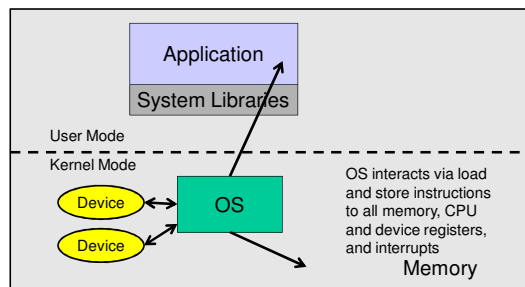 Application
System Libraries
User Mode
Kernel Mode
Device
Device
OS
OS interacts via load
and store instructions
to all memory, CPU
and device registers,
and interrupts
Memory